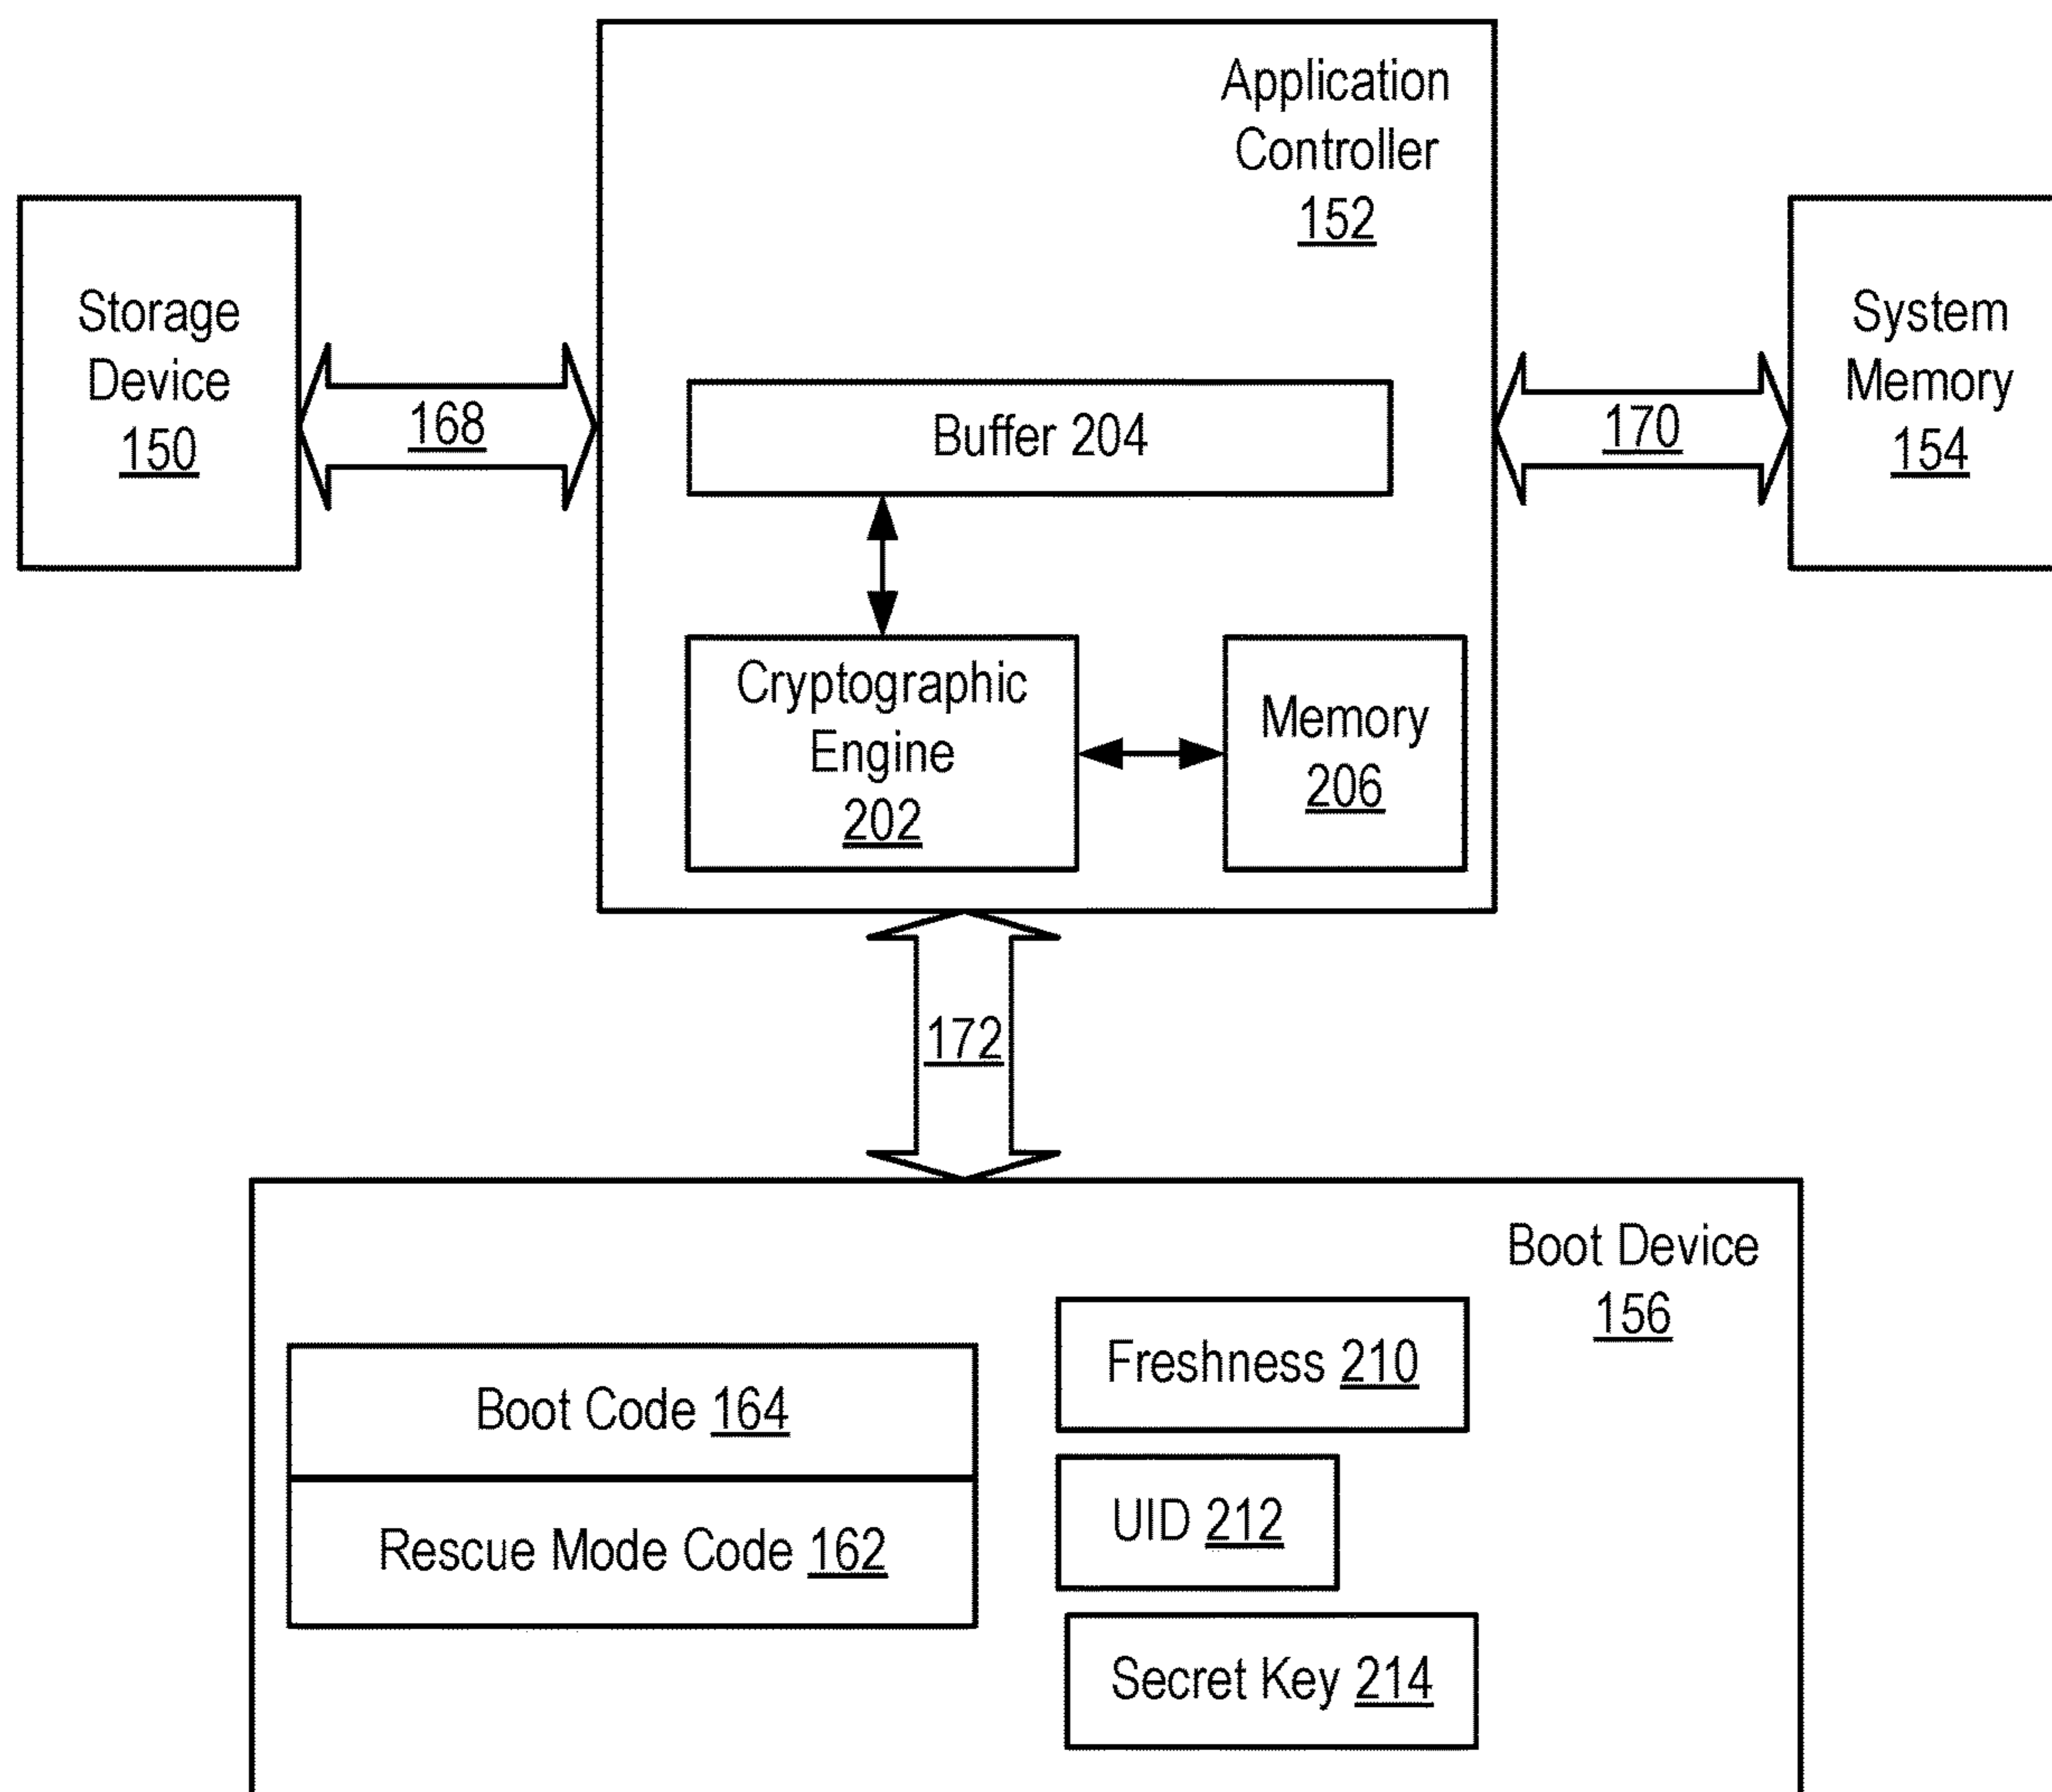 Application
Controller
152
Storage
Device
150
168
Buffer 204
170
System
Memory
154
Cryptographic
Engine
202
Memory
206
172
Boot Device
156
Boot Code 164
Rescue Mode Code 162
Freshness 210
UID 212
Secret Key 214